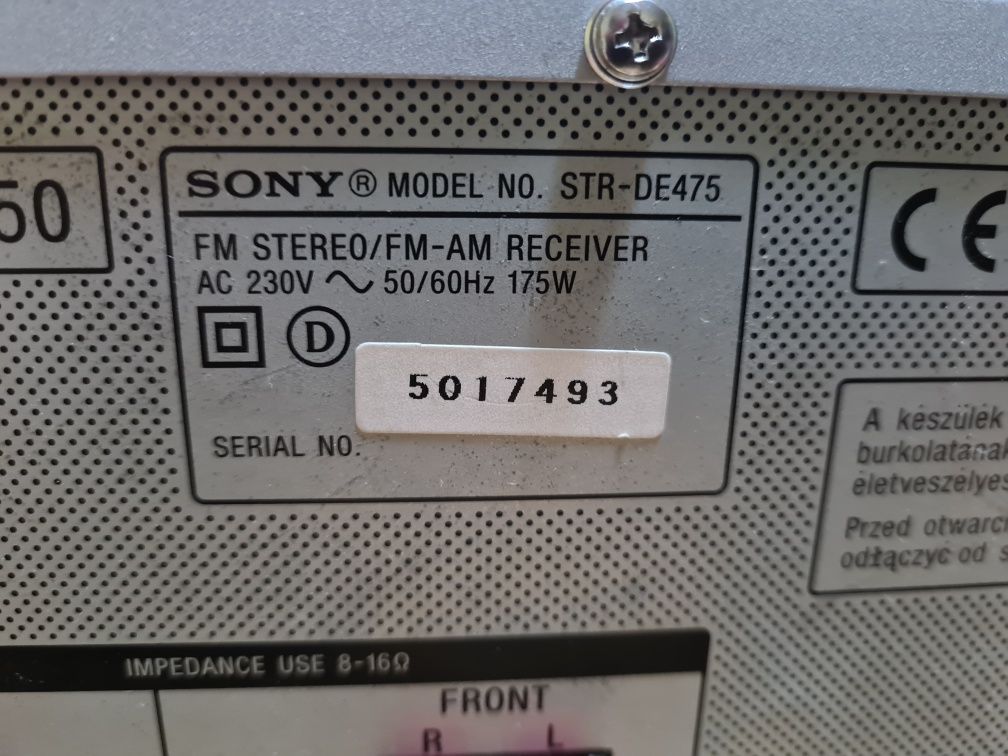 50
SONY® MODEL NO. STR-DE475
FM STEREO/FM-AM RECEIVER
AC 230V ～ 50/60Hz 175W
D
5017493
SERIAL NO.
CE
A készülék
burkolatának
életveszélyes
Przed otwarc
odłączyc od s
IMPEDANCE USE 8-16Ω
FRONT
R L